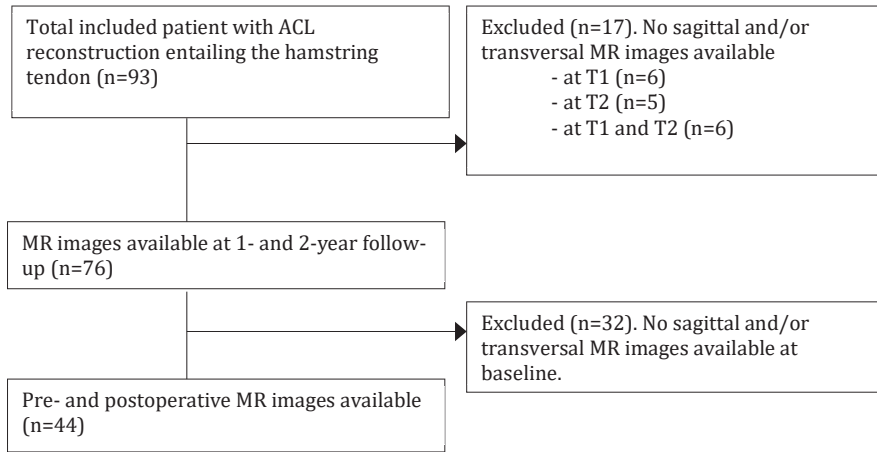 Total included patient with ACL
reconstruction entailing the hamstring
tendon (n=93)
Excluded (n=17). No sagittal and/or
transversal MR images available
- at T1 (n=6)
- at T2 (n=5)
- at T1 and T2 (n=6)
MR images available at 1- and 2-year follow-
up (n=76)
Excluded (n=32). No sagittal and/or
transversal MR images available at
baseline.
Pre- and postoperative MR images available
(n=44)